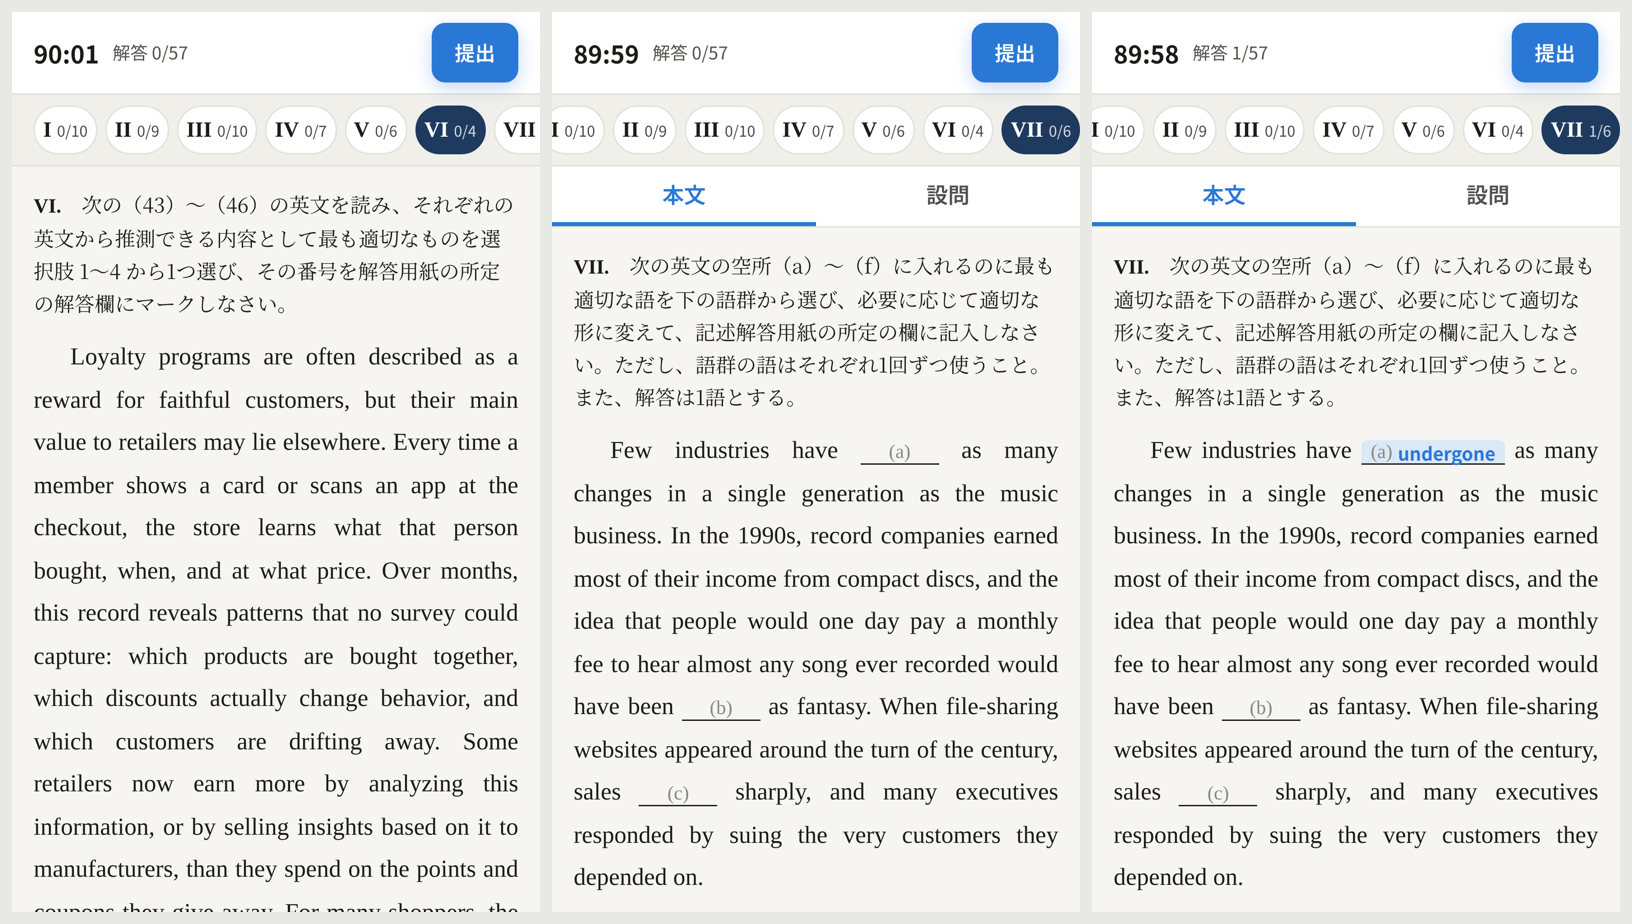 90:01 解答 0/57 提出
I 0/10 II 0/9 III 0/10 IV 0/7 V 0/6 VI 0/4 VII
VI. 次の（43）～（46）の英文を読み、それぞれの
英文から推測できる内容として最も適切なものを選
択肢 1～4 から1つ選び、その番号を解答用紙の所定
の解答欄にマークしなさい。
Loyalty programs are often described as a
reward for faithful customers, but their main
value to retailers may lie elsewhere. Every time a
member shows a card or scans an app at the
checkout, the store learns what that person
bought, when, and at what price. Over months,
this record reveals patterns that no survey could
capture: which products are bought together,
which discounts actually change behavior, and
which customers are drifting away. Some
retailers now earn more by analyzing this
information, or by selling insights based on it to
manufacturers, than they spend on the points and
coupons they give away. For many shoppers, the
89:59 解答 0/57 提出
I 0/10 II 0/9 III 0/10 IV 0/7 V 0/6 VI 0/4 VII 0/6
本文 設問
VII. 次の英文の空所（a）～（f）に入れるのに最も
適切な語を下の語群から選び、必要に応じて適切な
形に変えて、記述解答用紙の所定の欄に記入しなさ
い。ただし、語群の語はそれぞれ1回ずつ使うこと。
また、解答は1語とする。
Few industries have (a) as many
changes in a single generation as the music
business. In the 1990s, record companies earned
most of their income from compact discs, and the
idea that people would one day pay a monthly
fee to hear almost any song ever recorded would
have been (b) as fantasy. When file-sharing
websites appeared around the turn of the century,
sales (c) sharply, and many executives
responded by suing the very customers they
depended on.
89:58 解答 1/57 提出
I 0/10 II 0/9 III 0/10 IV 0/7 V 0/6 VI 0/4 VII 1/6
本文 設問
VII. 次の英文の空所（a）～（f）に入れるのに最も
適切な語を下の語群から選び、必要に応じて適切な
形に変えて、記述解答用紙の所定の欄に記入しなさ
い。ただし、語群の語はそれぞれ1回ずつ使うこと。
また、解答は1語とする。
Few industries have (a) undergone as many
changes in a single generation as the music
business. In the 1990s, record companies earned
most of their income from compact discs, and the
idea that people would one day pay a monthly
fee to hear almost any song ever recorded would
have been (b) as fantasy. When file-sharing
websites appeared around the turn of the century,
sales (c) sharply, and many executives
responded by suing the very customers they
depended on.